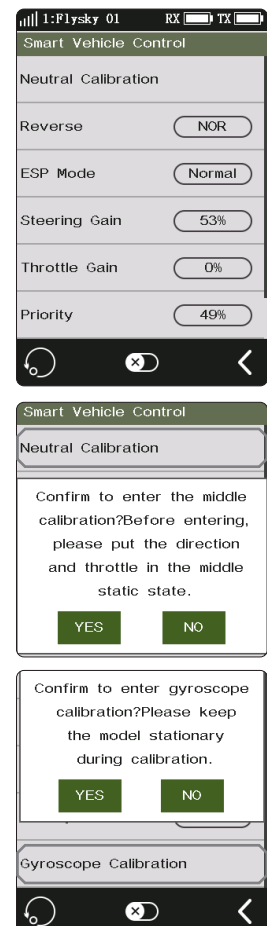 1:Flysky 01 RX TX
Smart Vehicle Control
Neutral Calibration
Reverse NOR
ESP Mode Normal
Steering Gain 53%
Throttle Gain 0%
Priority 49%
Smart Vehicle Control
Neutral Calibration
Confirm to enter the middle
calibration?Before entering,
please put the direction
and throttle in the middle
static state.
YES NO
Confirm to enter gyroscope
calibration?Please keep
the model stationary
during calibration.
YES NO
Gyroscope Calibration